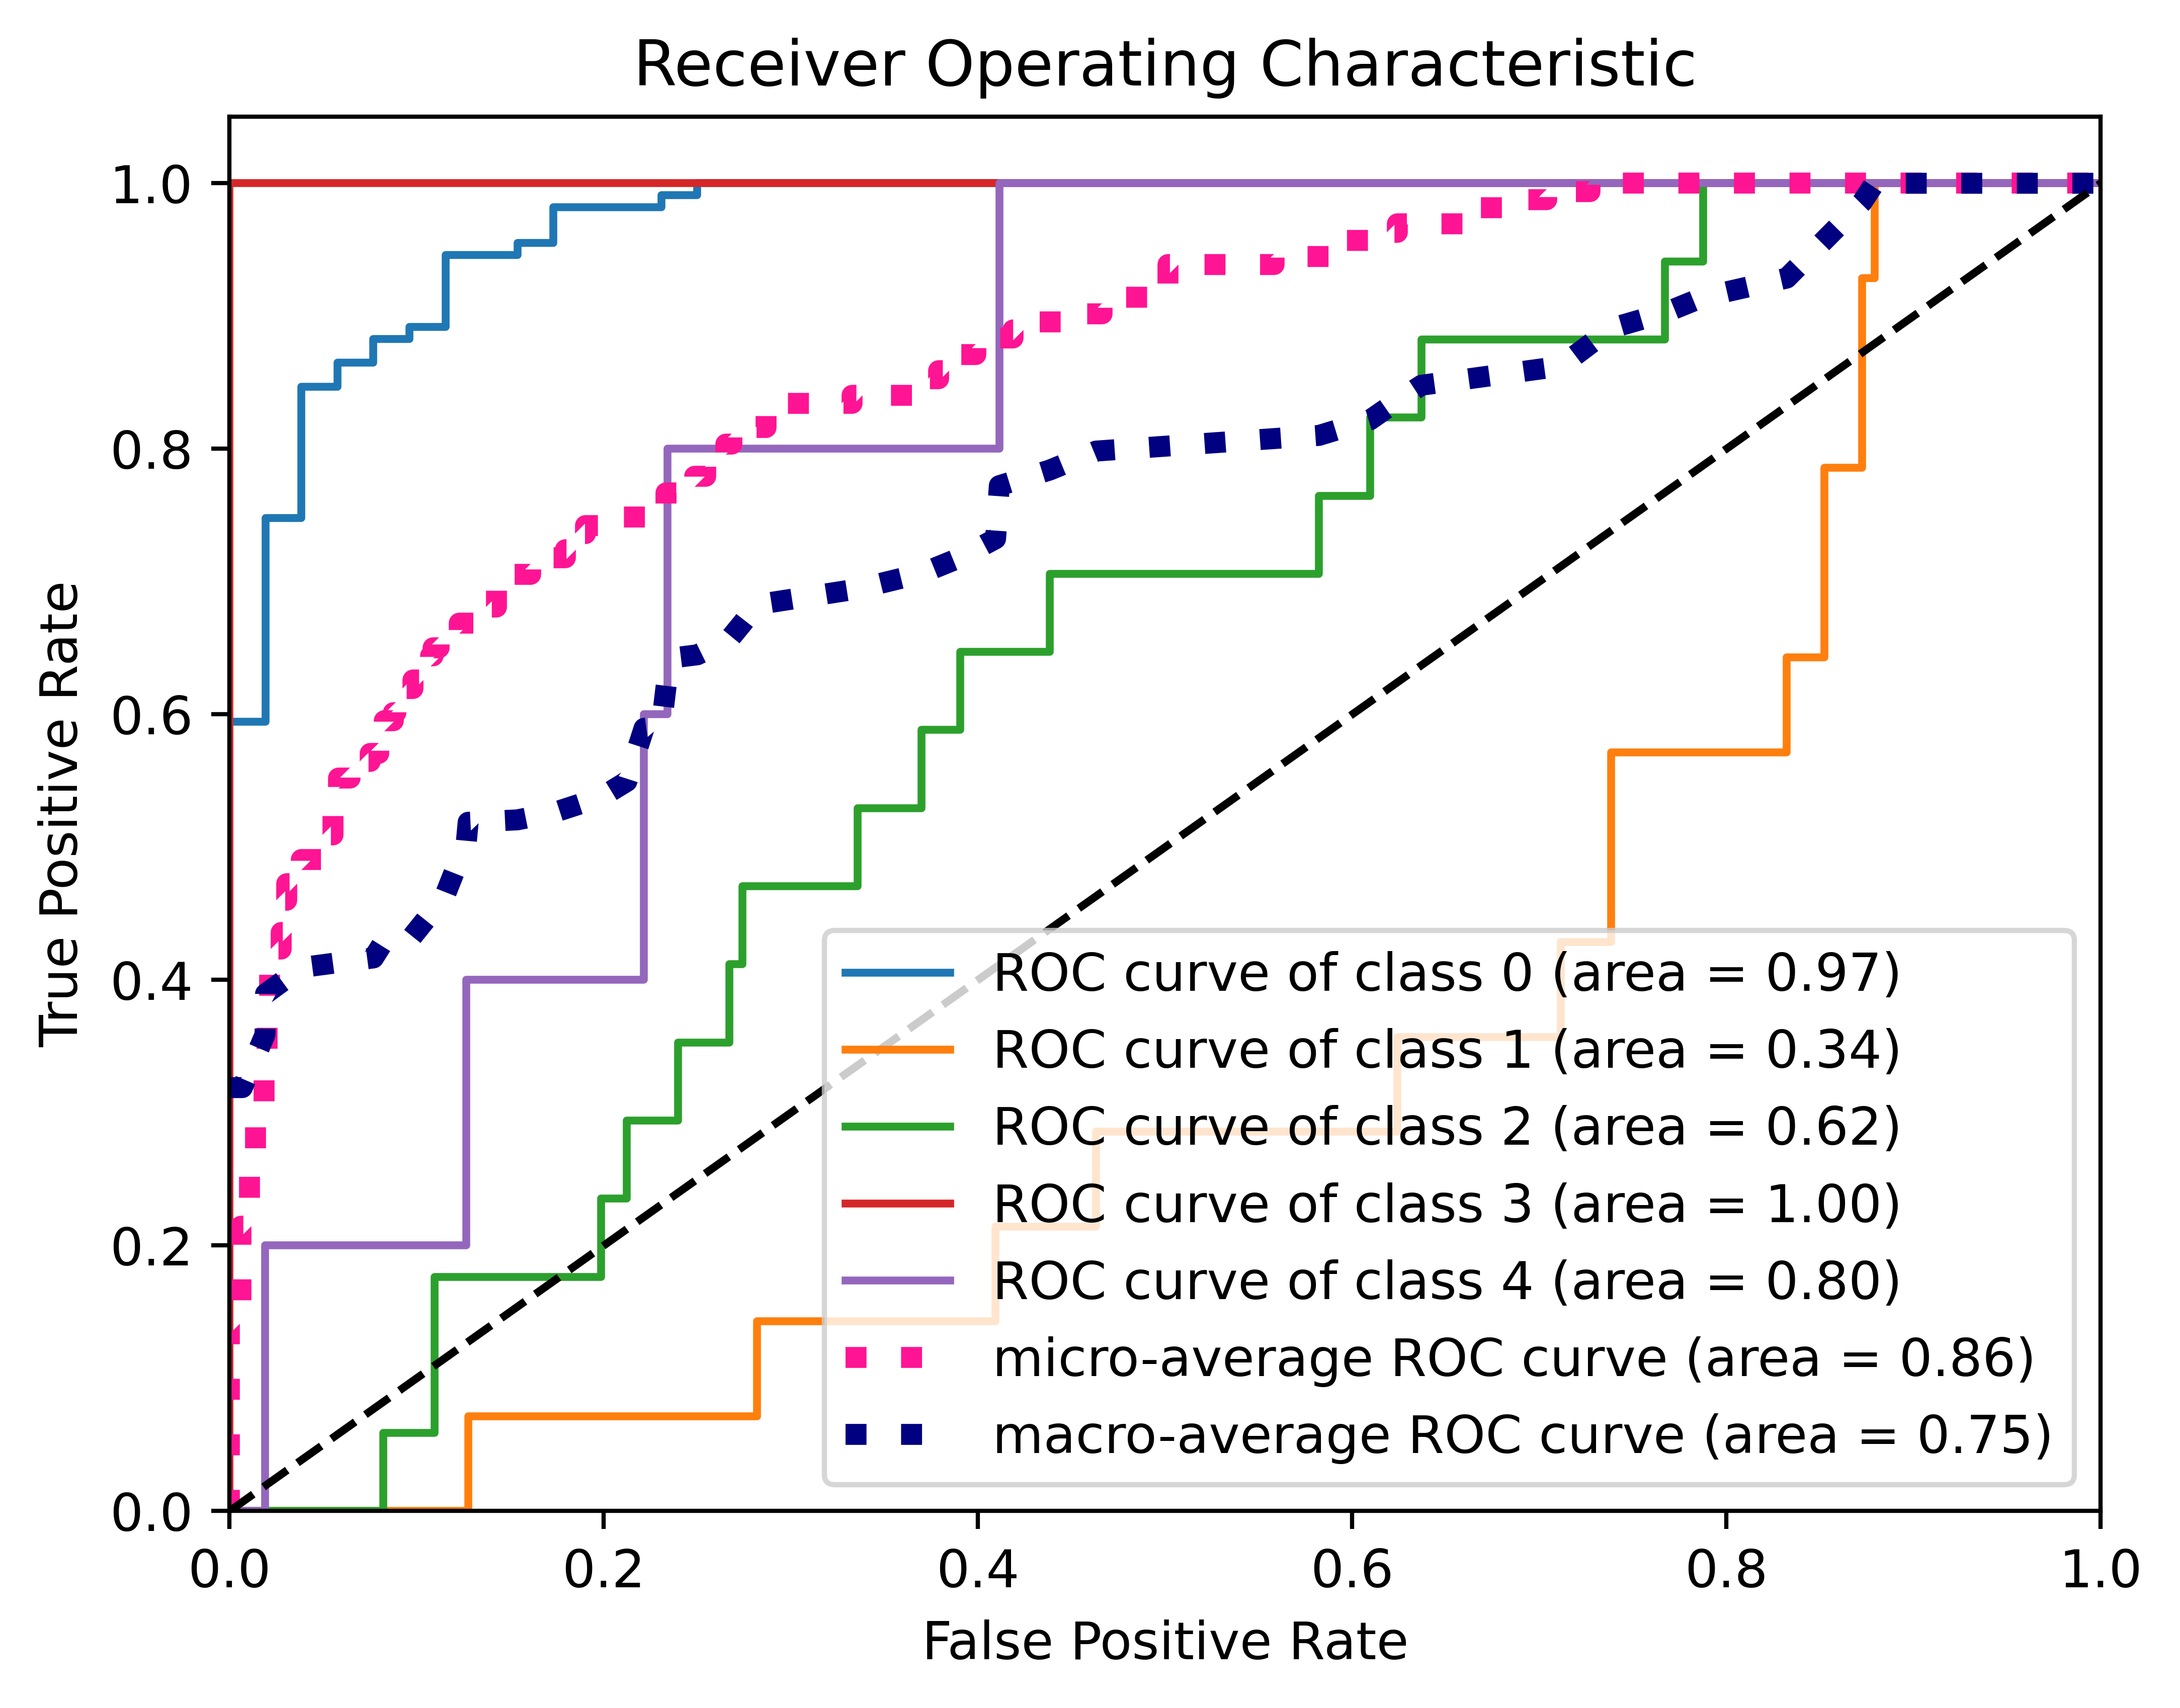 Receiver Operating Characteristic
True Positive Rate
1.0
0.8
0.6
0.4
0.2
0.0
ROC curve of class 0 (area = 0.97)
ROC curve of class 1 (area = 0.34)
ROC curve of class 2 (area = 0.62)
ROC curve of class 3 (area = 1.00)
ROC curve of class 4 (area = 0.80)
micro-average ROC curve (area = 0.86)
macro-average ROC curve (area = 0.75)
0.0 0.2 0.4 0.6 0.8 1.0
False Positive Rate